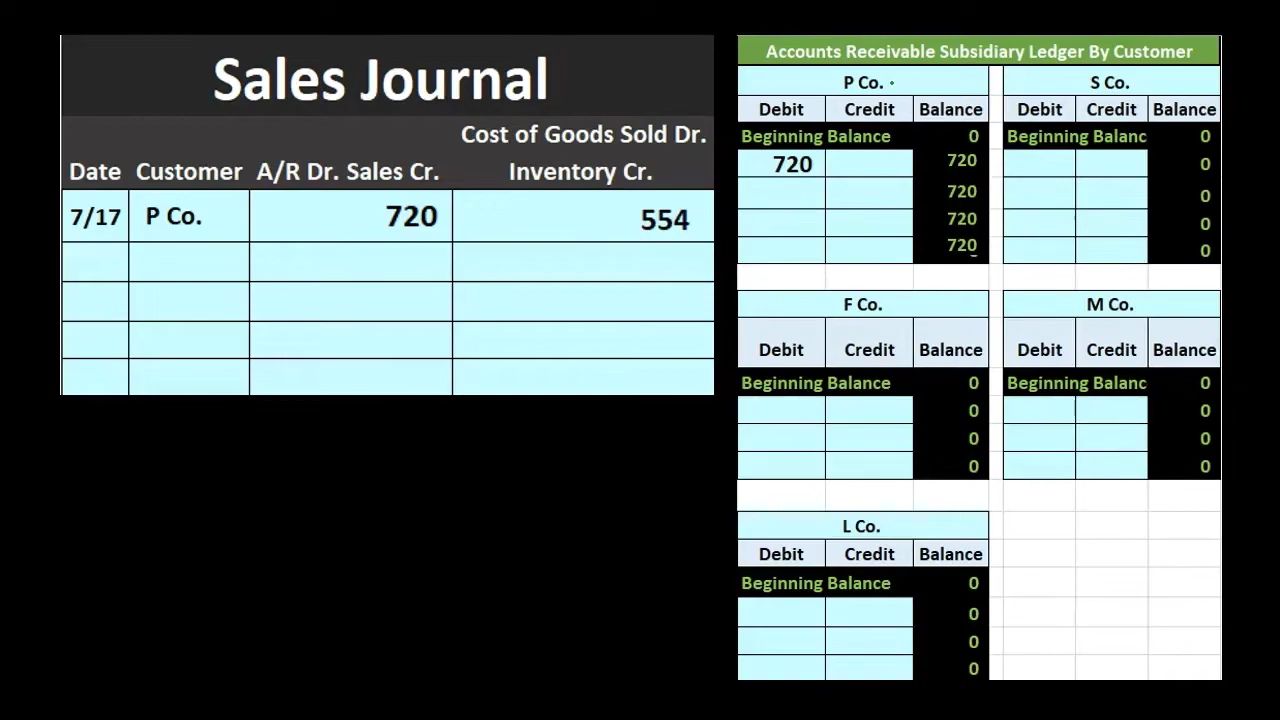 Sales Journal
Cost of Goods Sold Dr.
Date Customer A/R Dr. Sales Cr. Inventory Cr.
7/17 P Co. 720 554
Accounts Receivable Subsidiary Ledger By Customer
P Co. S Co.
Debit Credit Balance Debit Credit Balance
Beginning Balance 0 Beginning Balanc 0
720 720 0
720 0
720 0
720 0
F Co. M Co.
Debit Credit Balance Debit Credit Balance
Beginning Balance 0 Beginning Balanc 0
0 0
0 0
0 0
L Co.
Debit Credit Balance
Beginning Balance 0
0
0
0